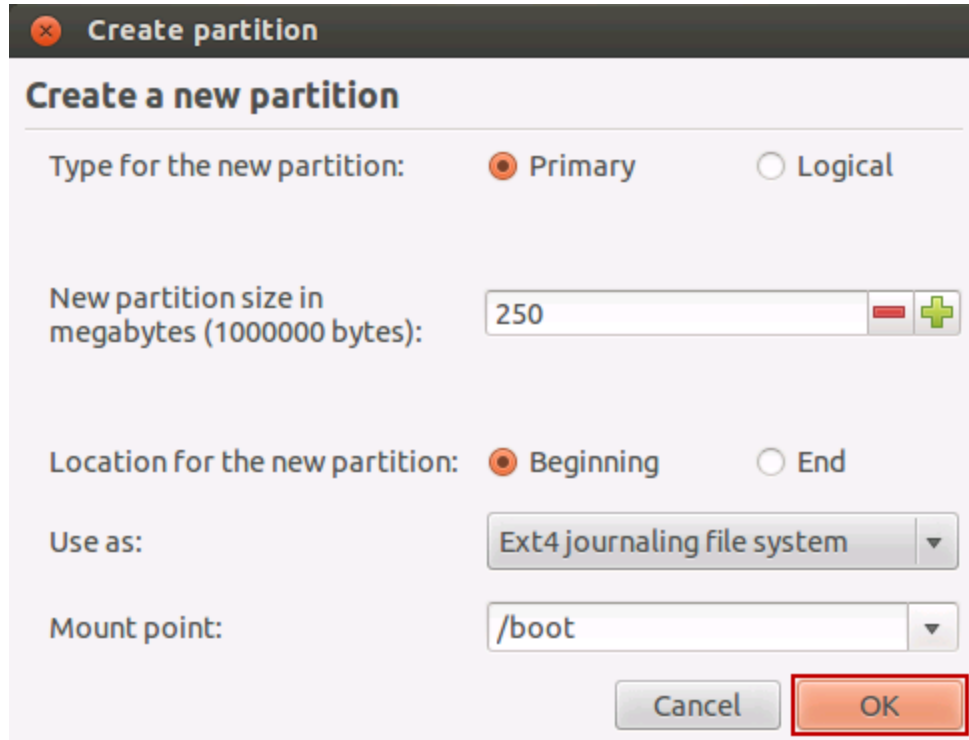 Create partition
Create a new partition
Type for the new partition: Primary Logical
New partition size in
megabytes (1000000 bytes):
250
Location for the new partition: Beginning End
Use as: Ext4 journaling file system
Mount point: /boot
Cancel OK